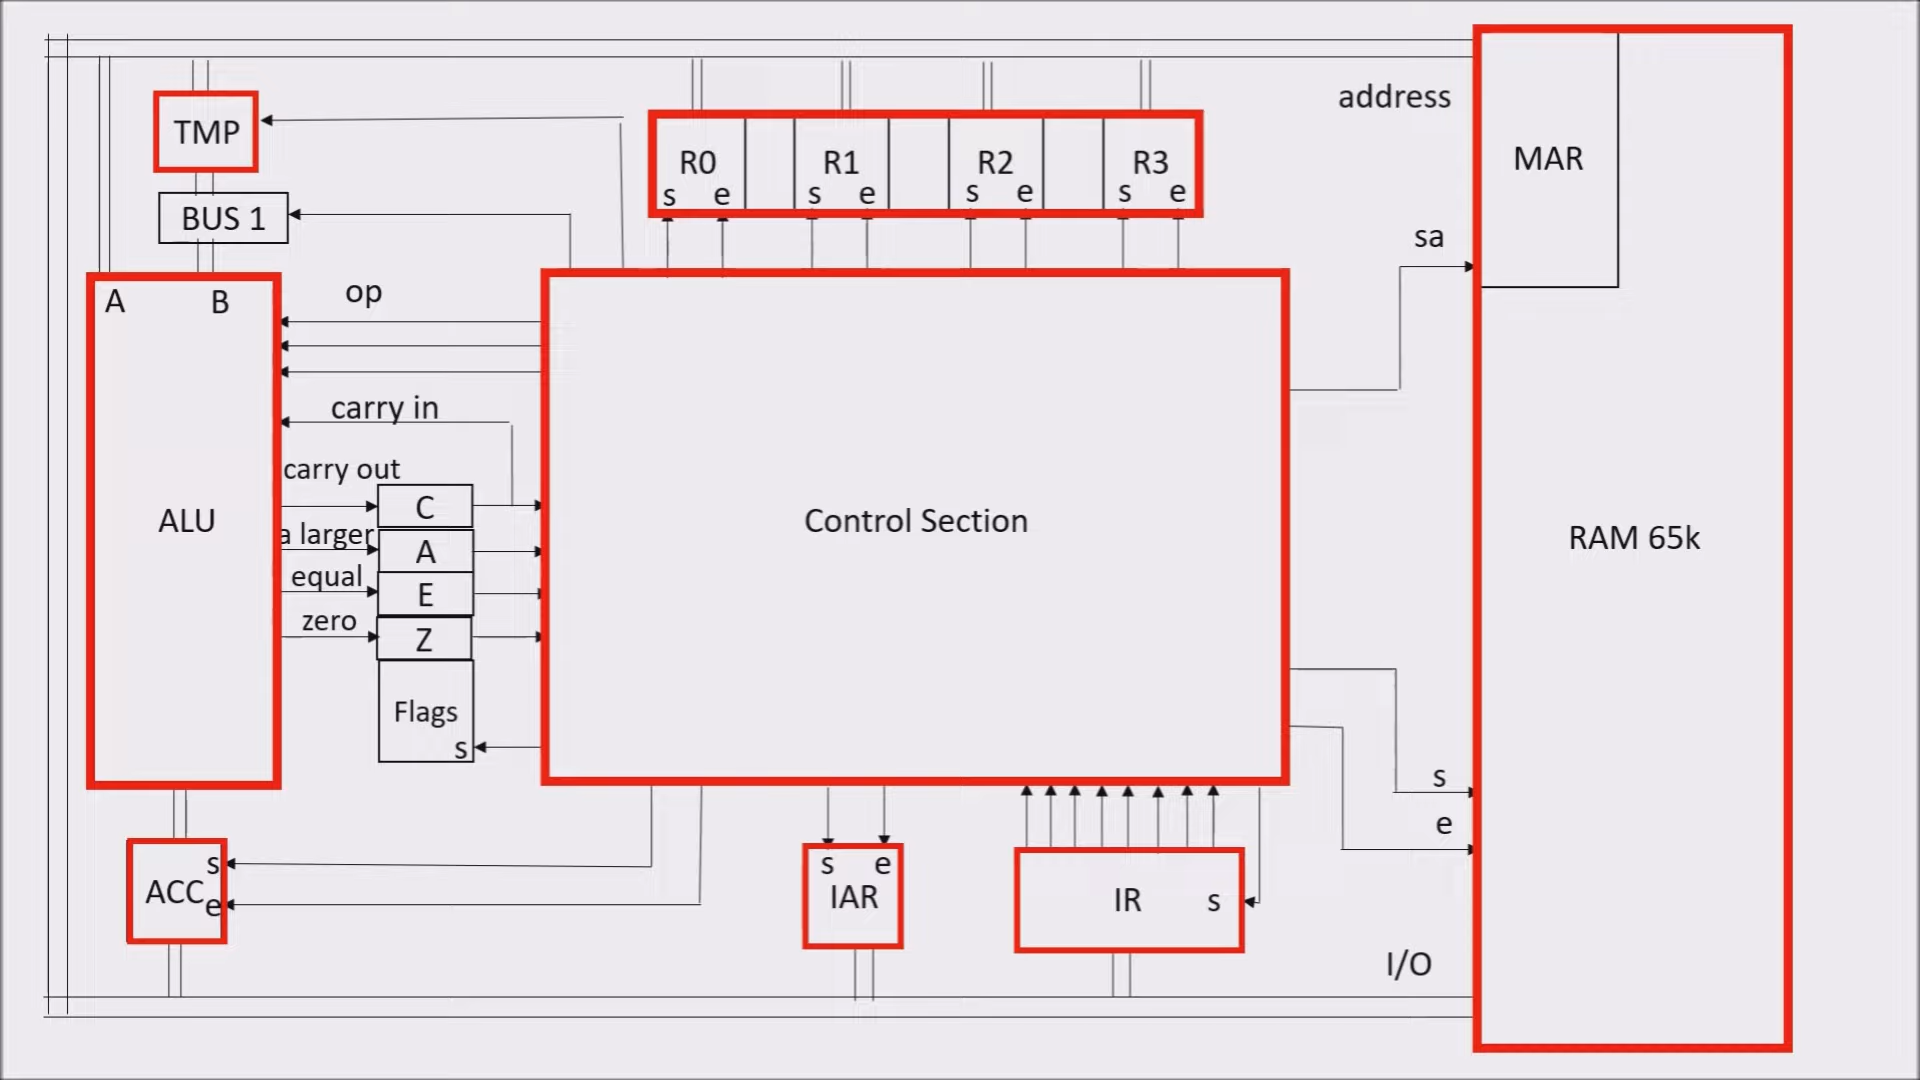 address
TMP
R0
R1
R2
R3
s e
s e
s e
s e
MAR
BUS 1
sa
A B
op
carry in
carry out
C
a larger
A
equal
E
zero
Z
Flags
s
ALU
Control Section
RAM 65k
s
e
s
ACC
e
s e
IAR
IR s
I/O